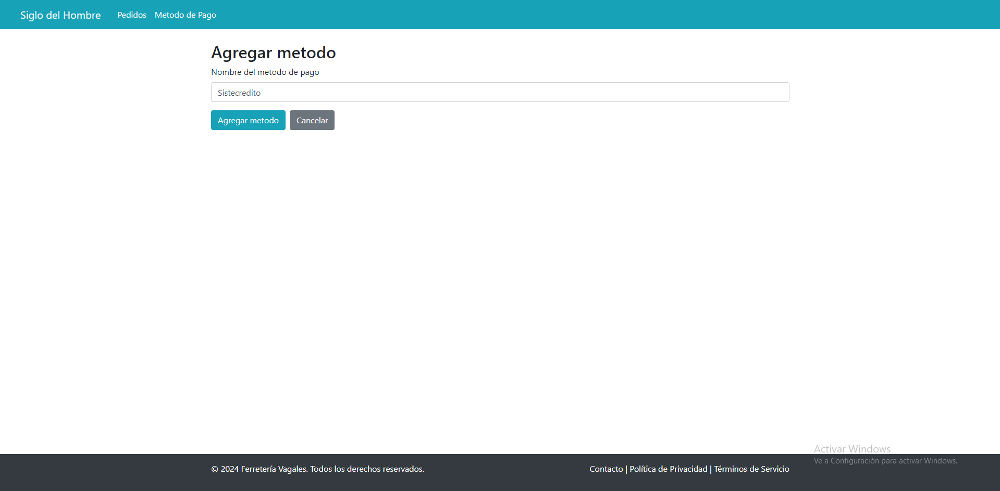 Siglo del Hombre Pedidos Metodo de Pago
Agregar metodo
Nombre del metodo de pago
Sistecredito
Agregar metodo Cancelar
Activar Windows
Ve a Configuración para activar Windows.
© 2024 Ferretería Vagales. Todos los derechos reservados. Contacto | Política de Privacidad | Términos de Servicio